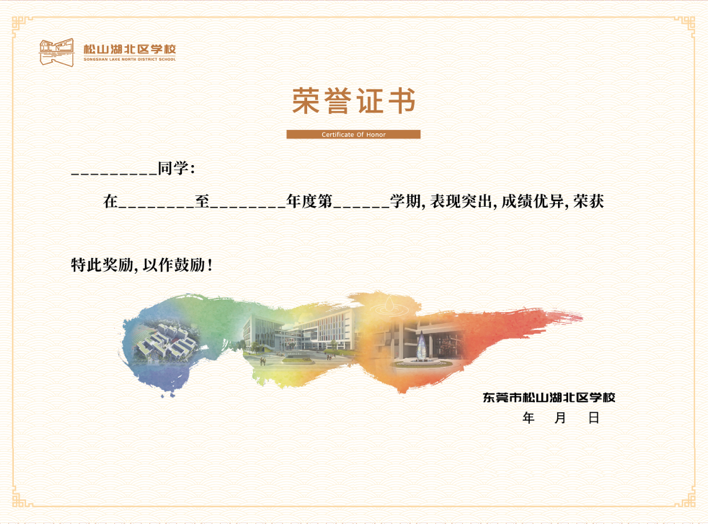 松山湖北区学校
SONGSHAN LAKE NORTH DISTRICT SCHOOL
荣誉证书
Certificate Of Honor
_________同学：
在________至________年度第______学期，表现突出，成绩优异，荣获
特此奖励，以作鼓励！
东莞市松山湖北区学校
年 月 日